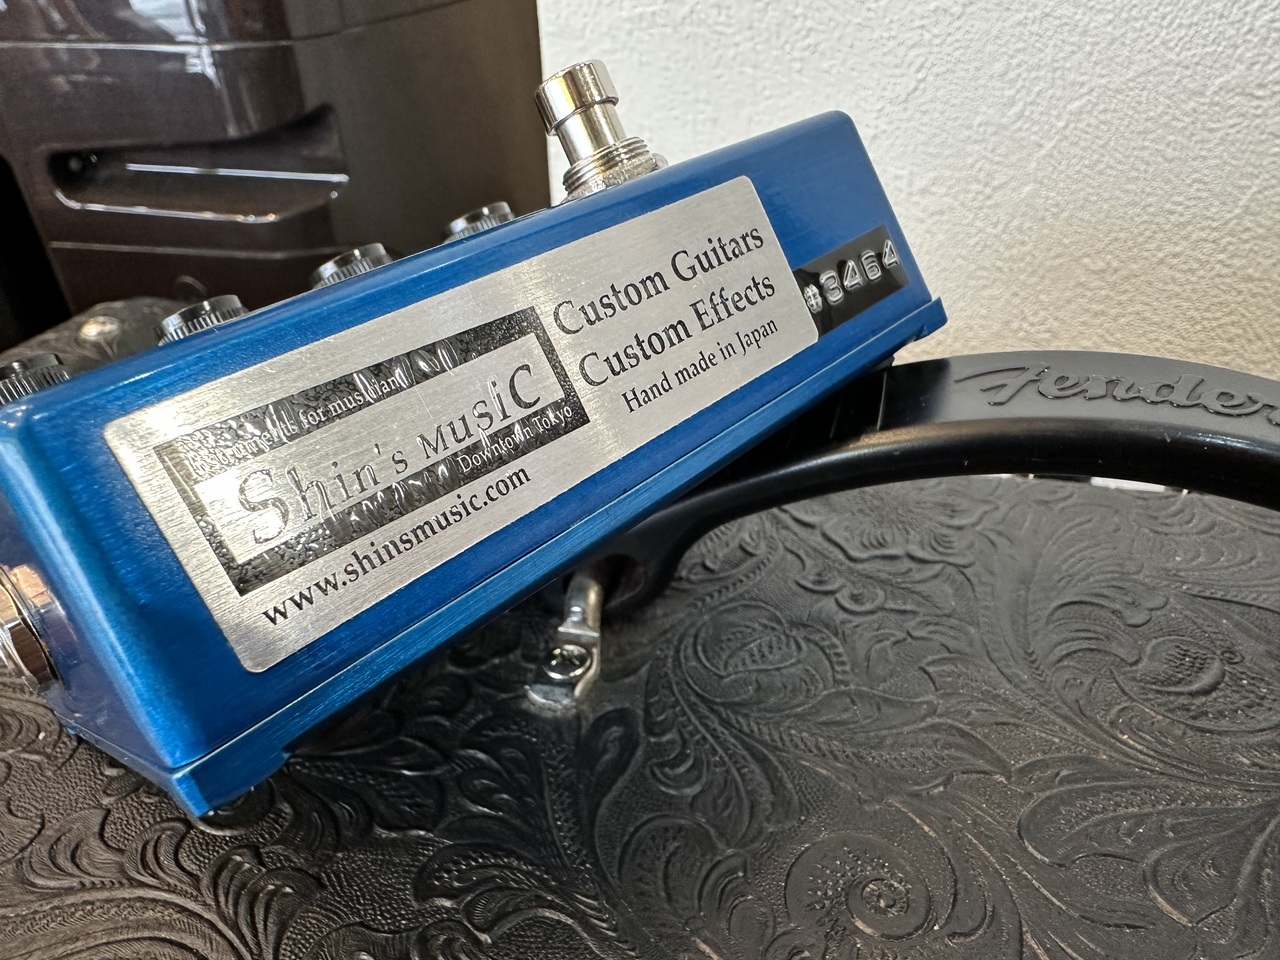 Instruments for musician / soul
Shin's Music
Downtown Tokyo
www.shinsmusic.com
Custom Guitars
Custom Effects
Hand made in Japan
#3464
Fender